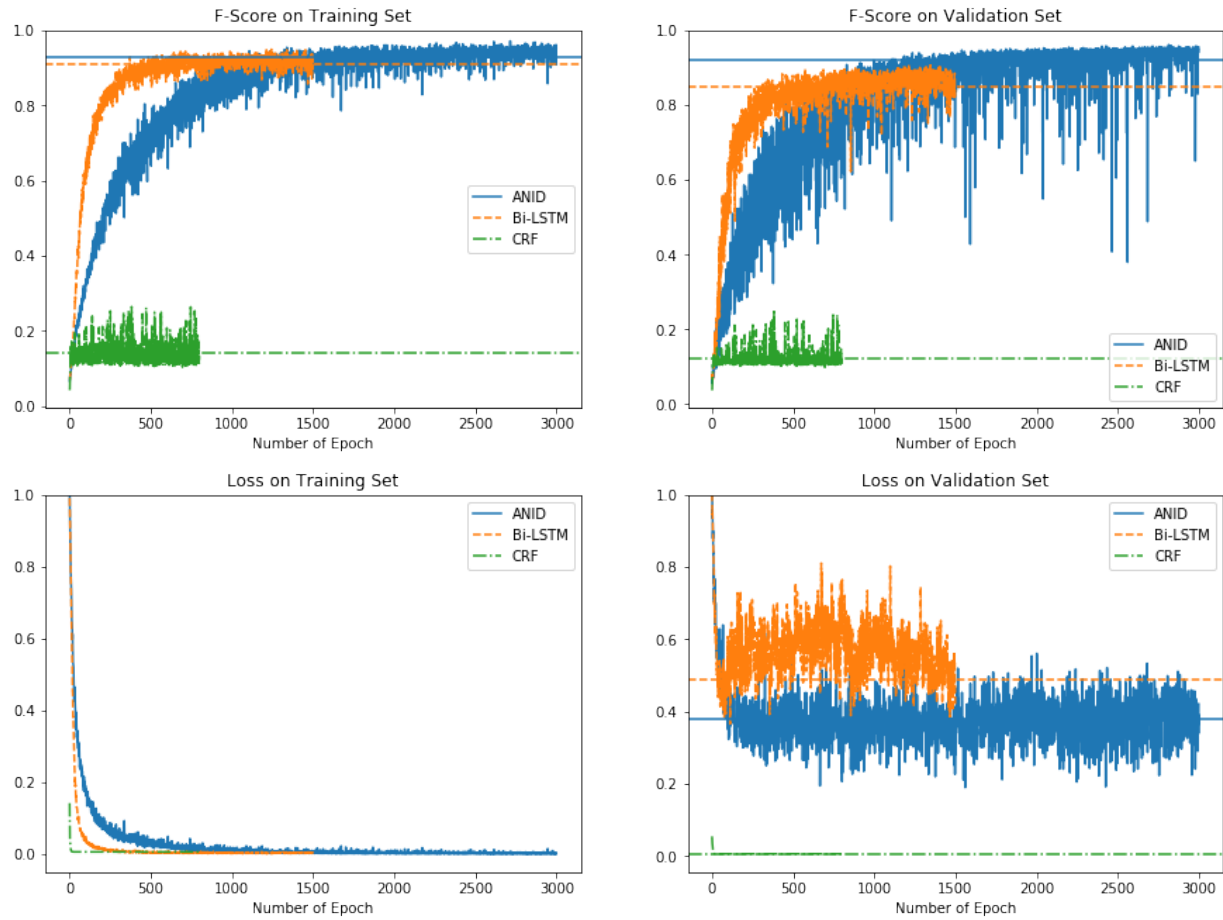 F-Score on Training Set
1.0
0.8
0.6
0.4
0.2
0.0
ANID
Bi-LSTM
CRF
0 500 1000 1500 2000 2500 3000
Number of Epoch
F-Score on Validation Set
1.0
0.8
0.6
0.4
0.2
0.0
ANID
Bi-LSTM
CRF
0 500 1000 1500 2000 2500 3000
Number of Epoch
Loss on Training Set
1.0
0.8
0.6
0.4
0.2
0.0
ANID
Bi-LSTM
CRF
0 500 1000 1500 2000 2500 3000
Number of Epoch
Loss on Validation Set
1.0
0.8
0.6
0.4
0.2
0.0
ANID
Bi-LSTM
CRF
0 500 1000 1500 2000 2500 3000
Number of Epoch